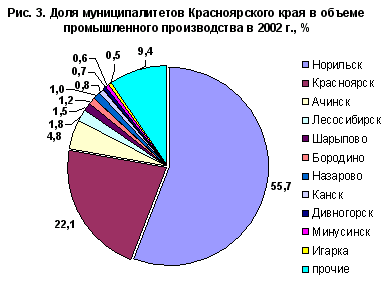 Рис. 3. Доля муниципалитетов Красноярского края в объеме
промышленного производства в 2002 г., %
0,6
0,5
9,4
0,7
0,8
1,0
1,2
1,5
1,8
4,8
22,1
55,7
Норильск
Красноярск
Ачинск
Лесосибирск
Шарыпово
Бородино
Назарово
Канск
Дивногорск
Минусинск
Игарка
прочие